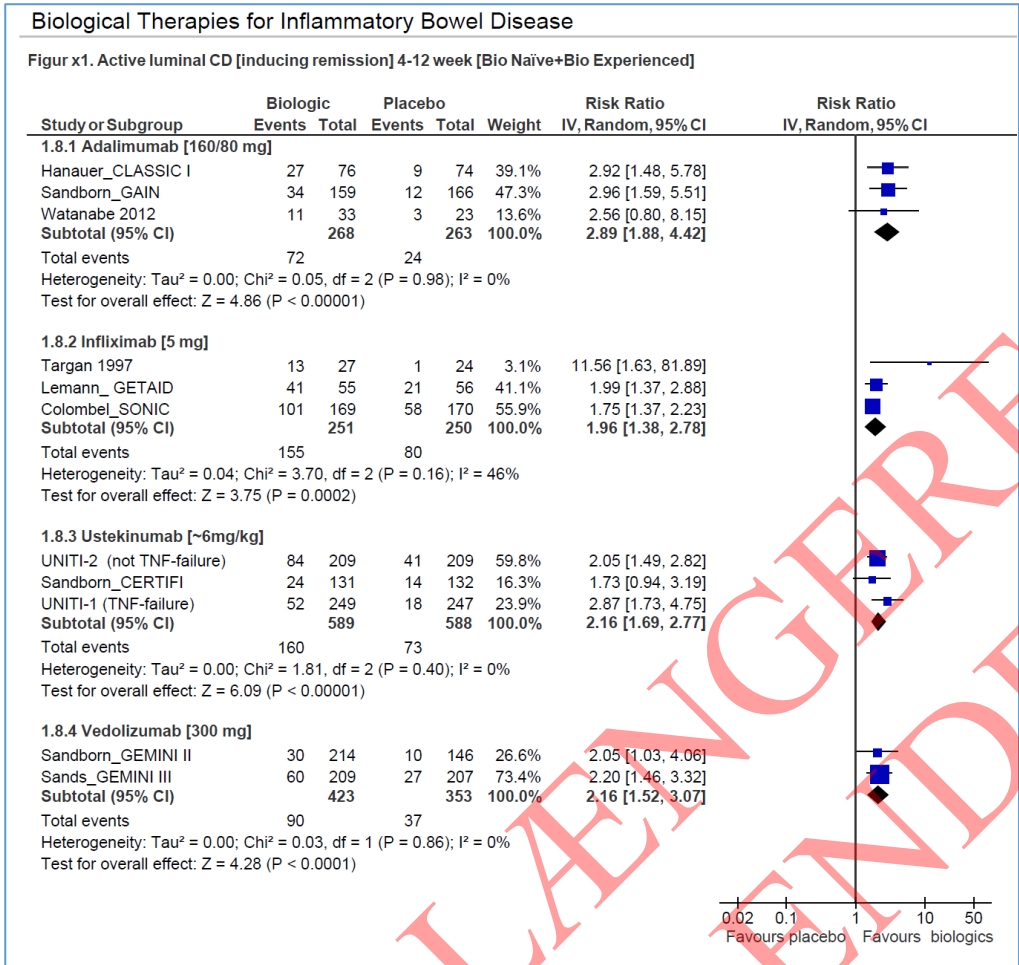 Biological Therapies for Inflammatory Bowel Disease
Figur x1. Active luminal CD [inducing remission] 4-12 week [Bio Naïve+Bio Experienced]
Biologic Placebo Risk Ratio Risk Ratio
Study or Subgroup Events Total Events Total Weight IV, Random, 95% CI IV, Random, 95% CI
1.8.1 Adalimumab [160/80 mg]
Hanauer_CLASSIC I 27 76 9 74 39.1% 2.92 [1.48, 5.78]
Sandborn_GAIN 34 159 12 166 47.3% 2.96 [1.59, 5.51]
Watanabe 2012 11 33 3 23 13.6% 2.56 [0.80, 8.15]
Subtotal (95% CI) 268 263 100.0% 2.89 [1.88, 4.42]
Total events 72 24
Heterogeneity: Tau² = 0.00; Chi² = 0.05, df = 2 (P = 0.98); I² = 0%
Test for overall effect: Z = 4.86 (P < 0.00001)
1.8.2 Infliximab [5 mg]
Targan 1997 13 27 1 24 3.1% 11.56 [1.63, 81.89]
Lemann_ GETAID 41 55 21 56 41.1% 1.99 [1.37, 2.88]
Colombel_SONIC 101 169 58 170 55.9% 1.75 [1.37, 2.23]
Subtotal (95% CI) 251 250 100.0% 1.96 [1.38, 2.78]
Total events 155 80
Heterogeneity: Tau² = 0.04; Chi² = 3.70, df = 2 (P = 0.16); I² = 46%
Test for overall effect: Z = 3.75 (P = 0.0002)
1.8.3 Ustekinumab [~6mg/kg]
UNITI-2 (not TNF-failure) 84 209 41 209 59.8% 2.05 [1.49, 2.82]
Sandborn_CERTIFI 24 131 14 132 16.3% 1.73 [0.94, 3.19]
UNITI-1 (TNF-failure) 52 249 18 247 23.9% 2.87 [1.73, 4.75]
Subtotal (95% CI) 589 588 100.0% 2.16 [1.69, 2.77]
Total events 160 73
Heterogeneity: Tau² = 0.00; Chi² = 1.81, df = 2 (P = 0.40); I² = 0%
Test for overall effect: Z = 6.09 (P < 0.00001)
1.8.4 Vedolizumab [300 mg]
Sandborn_GEMINI II 30 214 10 146 26.6% 2.05 [1.03, 4.06]
Sands_GEMINI III 60 209 27 207 73.4% 2.20 [1.46, 3.32]
Subtotal (95% CI) 423 353 100.0% 2.16 [1.52, 3.07]
Total events 90 37
Heterogeneity: Tau² = 0.00; Chi² = 0.03, df = 1 (P = 0.86); I² = 0%
Test for overall effect: Z = 4.28 (P < 0.0001)
0.02 0.1 1 10 50
Favours placebo Favours biologics
LÆNGERE
ENDE